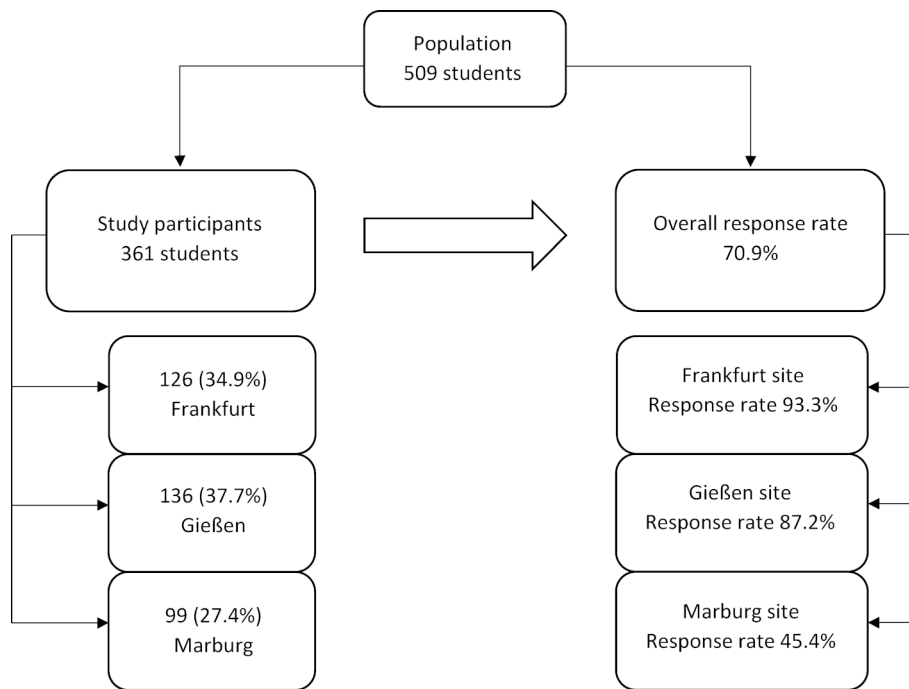 Population
509 students
Study participants
361 students
Overall response rate
70.9%
126 (34.9%)
Frankfurt
136 (37.7%)
Gießen
99 (27.4%)
Marburg
Frankfurt site
Response rate 93.3%
Gießen site
Response rate 87.2%
Marburg site
Response rate 45.4%